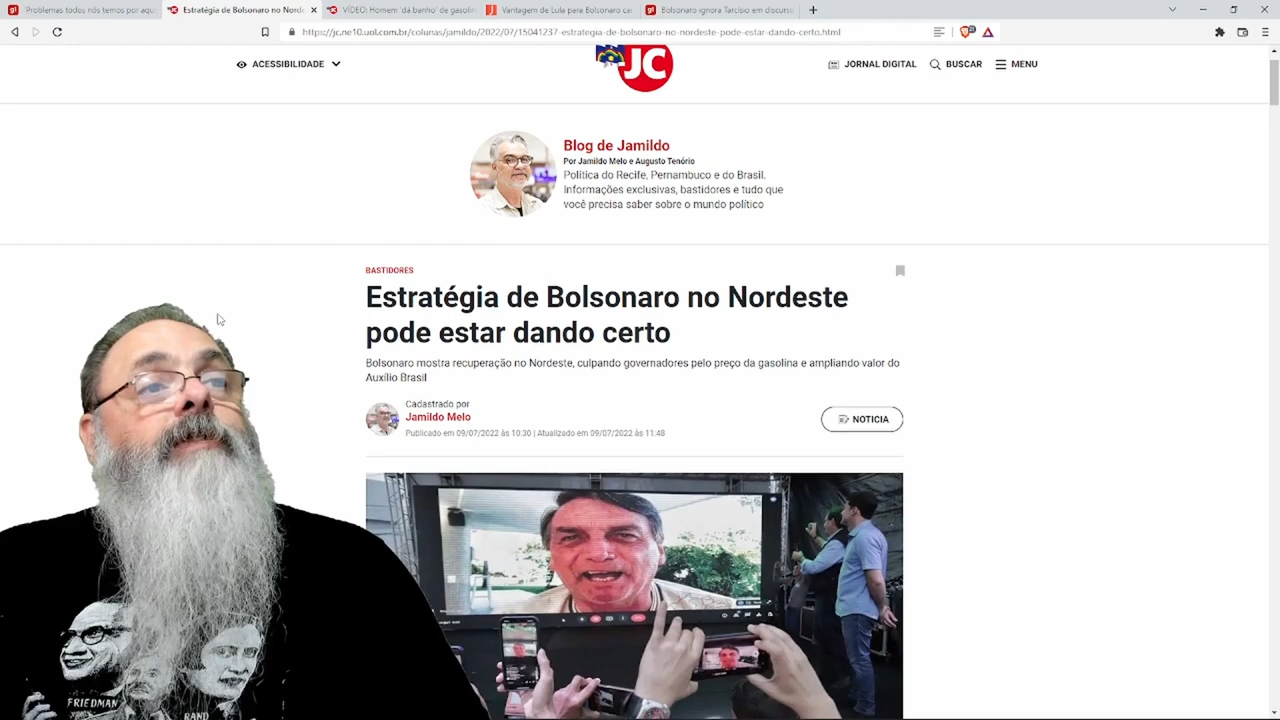 'Problemas todos nós temos por aqu
Estratégia de Bolsonaro no Norde
VÍDEO: Homem 'dá banho' de gasolin
Vantagem de Lula para Bolsonaro cai
Bolsonaro ignora Tarcísio em discurso
https://jc.ne10.uol.com.br/colunas/jamildo/2022/07/15041237-estrategia-de-bolsonaro-no-nordeste-pode-estar-dando-certo.html
ACESSIBILIDADE
JC
JORNAL DIGITAL
BUSCAR
MENU
Blog de Jamildo
Por Jamildo Melo e Augusto Tenório
Política do Recife, Pernambuco e do Brasil.
Informações exclusivas, bastidores e tudo que
você precisa saber sobre o mundo político
BASTIDORES
Estratégia de Bolsonaro no Nordeste
pode estar dando certo
Bolsonaro mostra recuperação no Nordeste, culpando governadores pelo preço da gasolina e ampliando valor do
Auxílio Brasil
Cadastrado por
Jamildo Melo
Publicado em 09/07/2022 às 10:30 | Atualizado em 09/07/2022 às 11:48
NOTICIA
FRIEDMAN
RAND